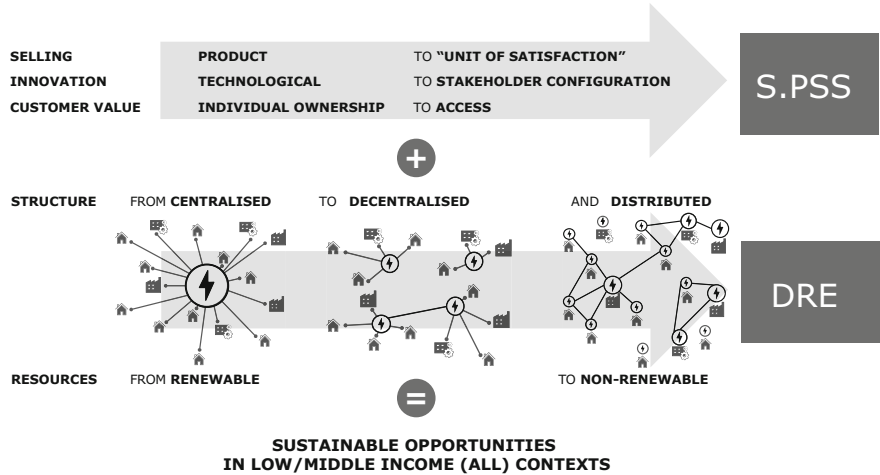 SELLING PRODUCT TO “UNIT OF SATISFACTION”
INNOVATION TECHNOLOGICAL TO STAKEHOLDER CONFIGURATION
CUSTOMER VALUE INDIVIDUAL OWNERSHIP TO ACCESS
S.PSS
+
STRUCTURE FROM CENTRALISED TO DECENTRALISED AND DISTRIBUTED
DRE
RESOURCES FROM RENEWABLE TO NON-RENEWABLE
=
SUSTAINABLE OPPORTUNITIES
IN LOW/MIDDLE INCOME (ALL) CONTEXTS